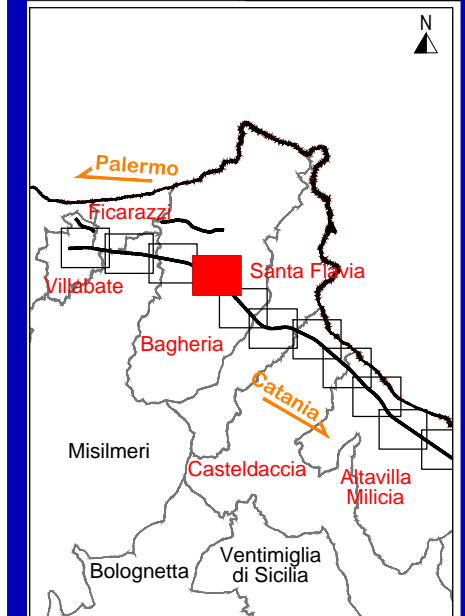 N
Palermo
Ficarazzi
Santa Flavia
Villabate
Bagheria
Catania
Misilmeri
Casteldaccia
Altavilla
Milicia
Ventimiglia
di Sicilia
Bolognetta